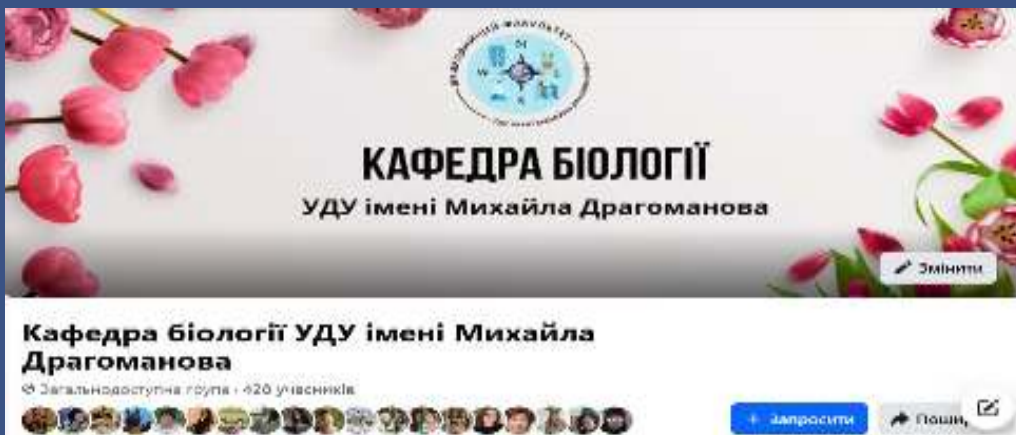 КАФЕДРА БІОЛОГІЇ
УДУ імені Михайла Драгоманова
Змінити
Кафедра біології УДУ імені Михайла
Драгоманова
Загальнодоступна група · 428 учасників
+ Запросити